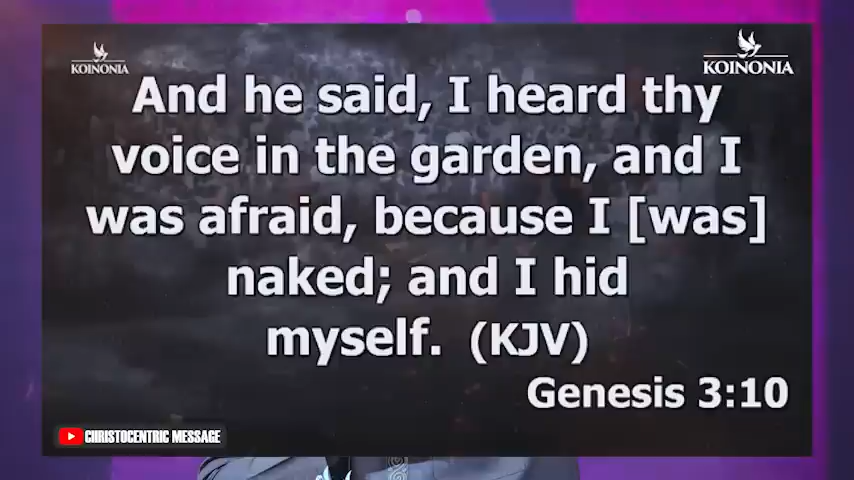 KOINONIA
KOINONIA
And he said, I heard thy
voice in the garden, and I
was afraid, because I [was]
naked; and I hid
myself. (KJV)
Genesis 3:10
CHRISTOCENTRIC MESSAGE